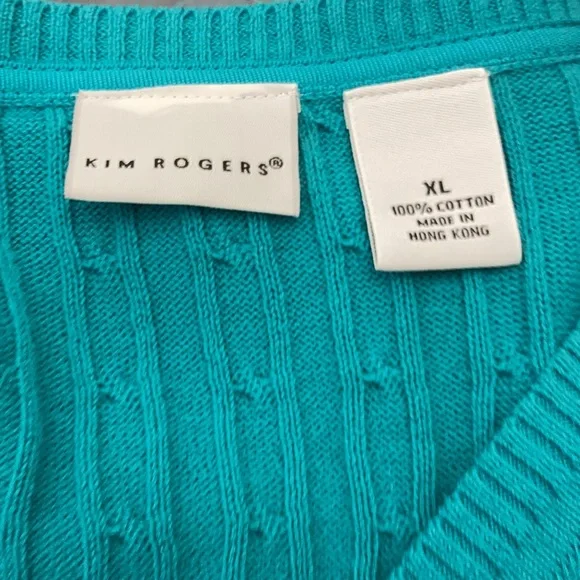 KIM ROGERS®
XL
100% COTTON
MADE IN
HONG KONG